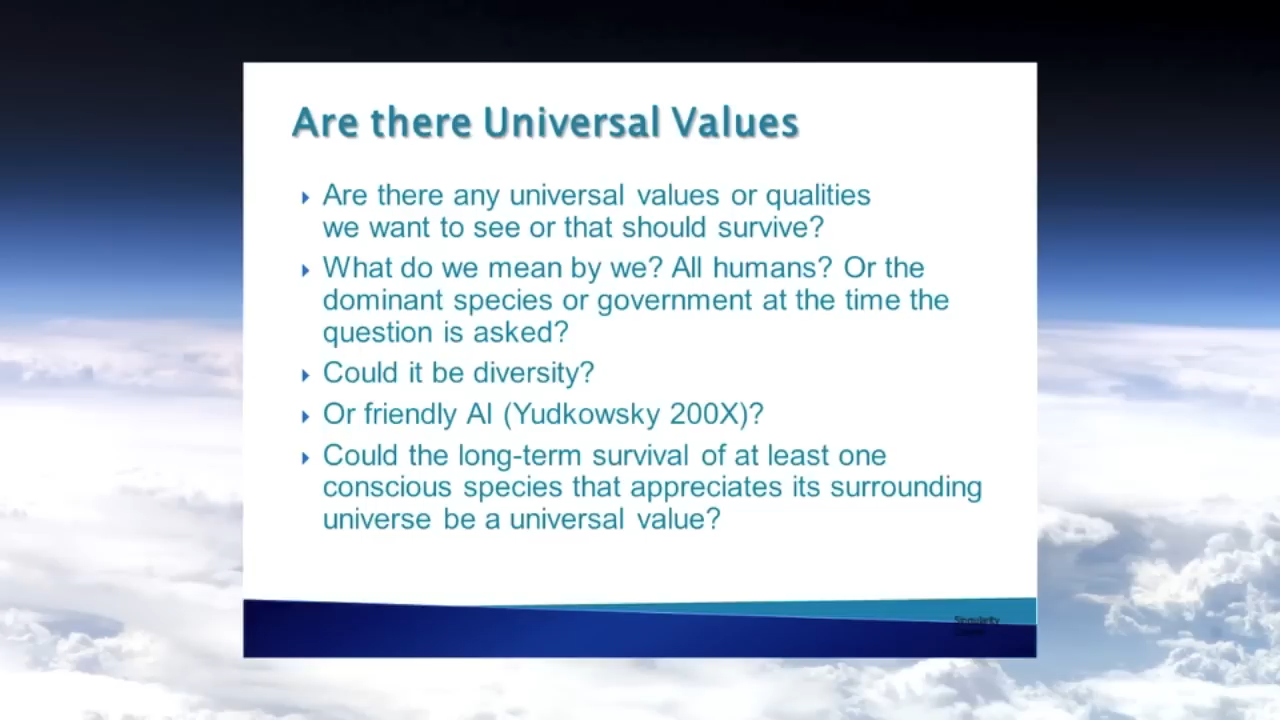 Are there Universal Values
Are there any universal values or qualities
we want to see or that should survive?
What do we mean by we? All humans? Or the
dominant species or government at the time the
question is asked?
Could it be diversity?
Or friendly AI (Yudkowsky 200X)?
Could the long-term survival of at least one
conscious species that appreciates its surrounding
universe be a universal value?
Singularity